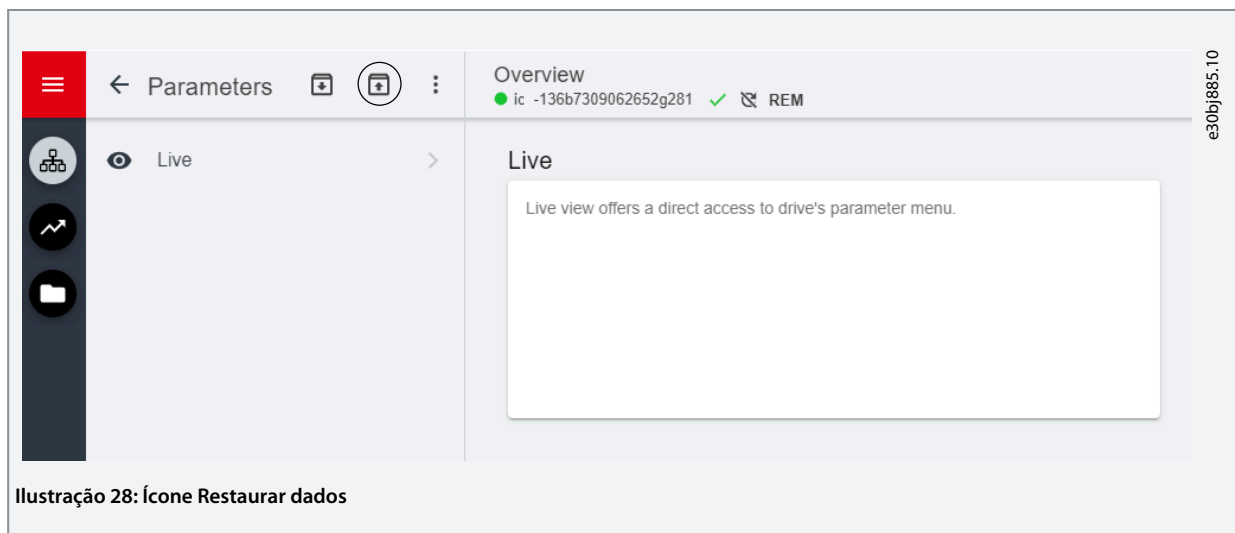 Parameters
Overview
ic -136b7309062652g281 REM
e30bj885.10
Live
Live
Live view offers a direct access to drive's parameter menu.
Ilustração 28: Ícone Restaurar dados